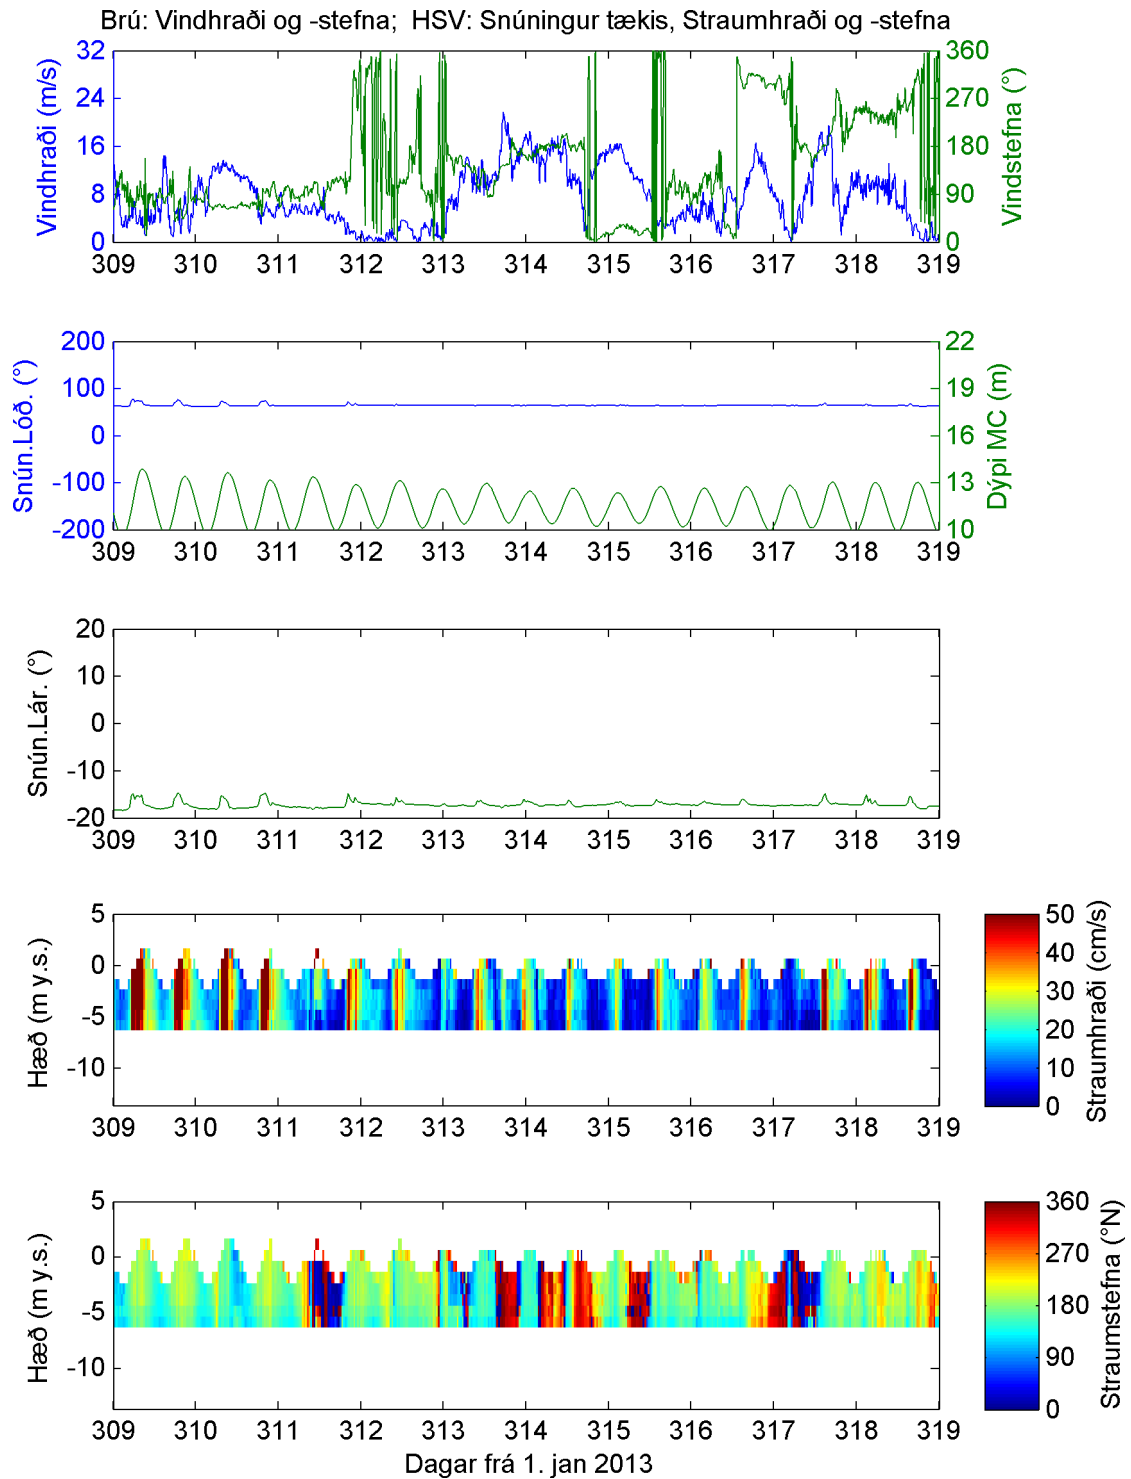 Brú: Vindhraði og -stefna;  HSV: Snúningur tækis, Straumhraði og -stefna
Vindhraði (m/s)
32
24
16
8
0
360
270
180
90
0
Vindstefna (°)
309 310 311 312 313 314 315 316 317 318 319
Snún.Lóð. (°)
200
100
0
-100
-200
22
19
16
13
10
Dýpi MC (m)
309 310 311 312 313 314 315 316 317 318 319
Snún.Lár. (°)
20
10
0
-10
-20
309 310 311 312 313 314 315 316 317 318 319
Hæð (m y.s.)
5
0
-5
-10
309 310 311 312 313 314 315 316 317 318 319
50
40
30
20
10
0
Straumhraði (cm/s)
Hæð (m y.s.)
5
0
-5
-10
309 310 311 312 313 314 315 316 317 318 319
360
270
180
90
0
Straumstefna (°N)
Dagar frá 1. jan 2013